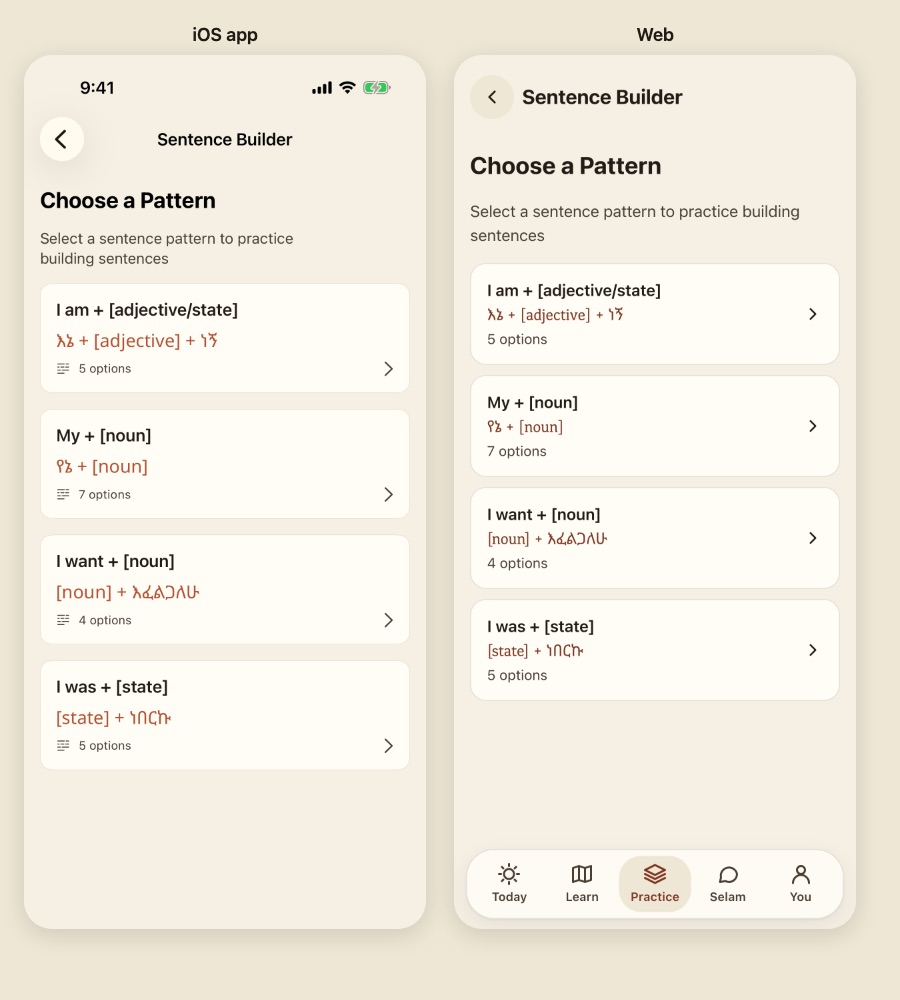 iOS app
9:41
Sentence Builder
Choose a Pattern
Select a sentence pattern to practice
building sentences
I am + [adjective/state]
እኔ + [adjective] + ነኝ
5 options
My + [noun]
የኔ + [noun]
7 options
I want + [noun]
[noun] + እፈልጋለሁ
4 options
I was + [state]
[state] + ነበርኩ
5 options
Web
Sentence Builder
Choose a Pattern
Select a sentence pattern to practice building
sentences
I am + [adjective/state]
እኔ + [adjective] + ነኝ
5 options
My + [noun]
የኔ + [noun]
7 options
I want + [noun]
[noun] + እፈልጋለሁ
4 options
I was + [state]
[state] + ነበርኩ
5 options
Today Learn Practice Selam You